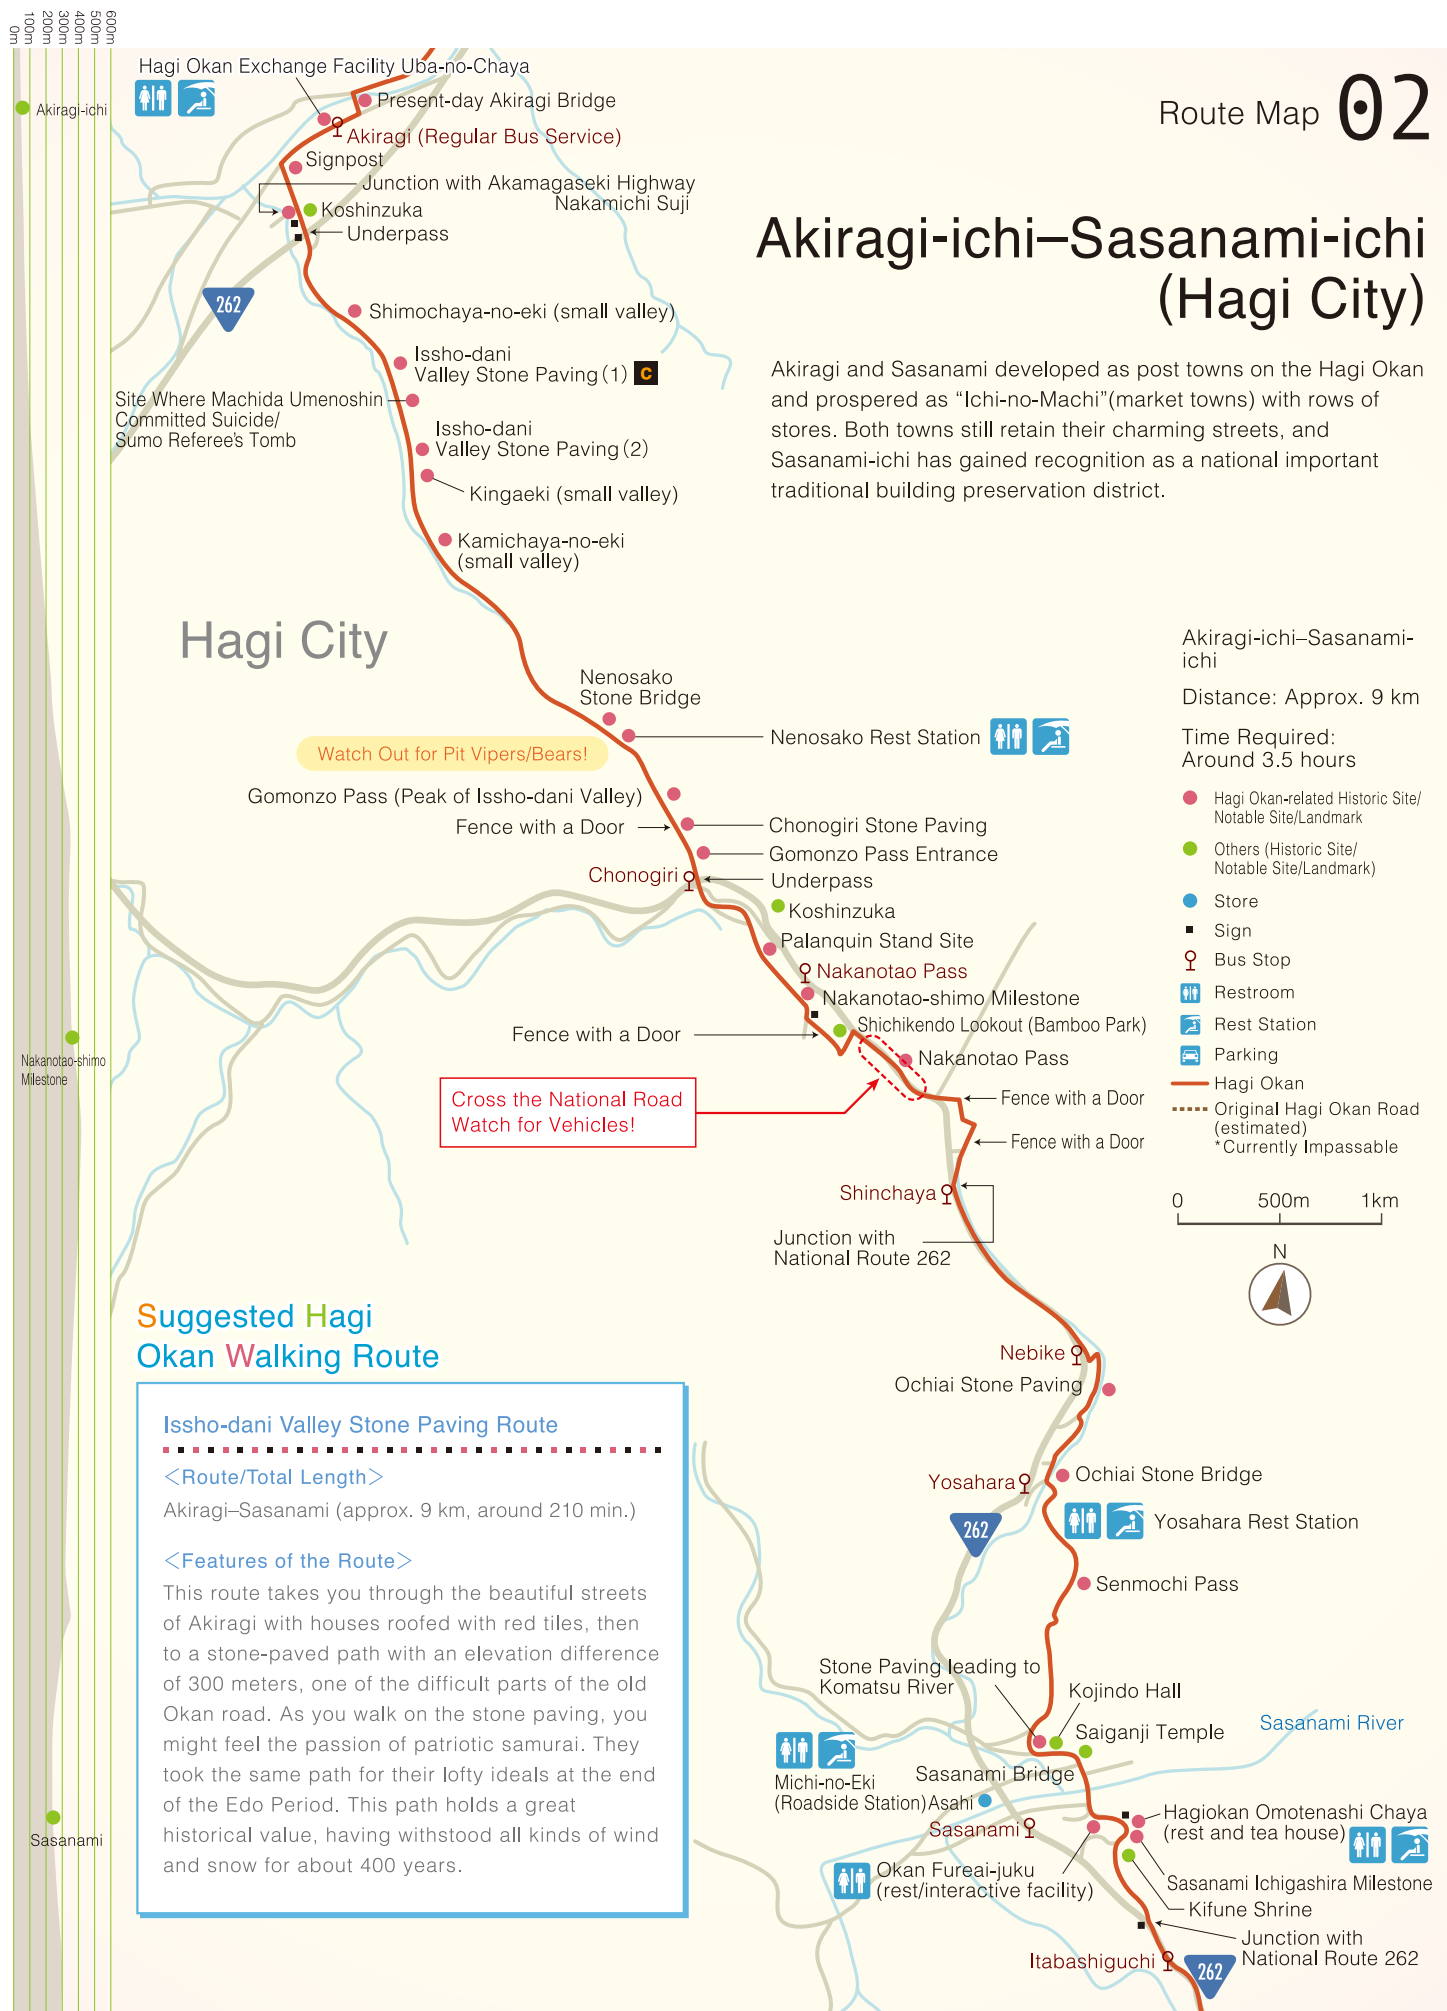 0m
100m
200m
300m
400m
500m
600m
Akiragi-ichi
Nakanotao-shimo
Milestone
Sasanami
Route Map 02
Akiragi-ichi–Sasanami-ichi
(Hagi City)
Akiragi and Sasanami developed as post towns on the Hagi Okan
and prospered as “Ichi-no-Machi”(market towns) with rows of
stores. Both towns still retain their charming streets, and
Sasanami-ichi has gained recognition as a national important
traditional building preservation district.
Hagi Okan Exchange Facility Uba-no-Chaya
Present-day Akiragi Bridge
Akiragi (Regular Bus Service)
Signpost
Junction with Akamagaseki Highway
Nakamichi Suji
Koshinzuka
Underpass
262
Shimochaya-no-eki (small valley)
Issho-dani
Valley Stone Paving (1) C
Site Where Machida Umenoshin
Committed Suicide/
Sumo Referee's Tomb
Issho-dani
Valley Stone Paving (2)
Kingaeki (small valley)
Kamichaya-no-eki
(small valley)
Hagi City
Nenosako
Stone Bridge
Nenosako Rest Station
Watch Out for Pit Vipers/Bears!
Gomonzo Pass (Peak of Issho-dani Valley)
Fence with a Door
Chonogiri Stone Paving
Gomonzo Pass Entrance
Chonogiri
Underpass
Koshinzuka
Palanquin Stand Site
Nakanotao Pass
Nakanotao-shimo Milestone
Shichikendo Lookout (Bamboo Park)
Fence with a Door
Nakanotao Pass
Cross the National Road
Watch for Vehicles!
Fence with a Door
Fence with a Door
Shinchaya
Junction with
National Route 262
Akiragi-ichi–Sasanami-
ichi
Distance: Approx. 9 km
Time Required:
Around 3.5 hours
Hagi Okan-related Historic Site/
Notable Site/Landmark
Others (Historic Site/
Notable Site/Landmark)
Store
Sign
Bus Stop
Restroom
Rest Station
Parking
Hagi Okan
Original Hagi Okan Road
(estimated)
*Currently Impassable
0 500m 1km
N
Nebike
Ochiai Stone Paving
Yosahara
Ochiai Stone Bridge
262
Yosahara Rest Station
Senmochi Pass
Stone Paving leading to
Komatsu River
Kojindo Hall
Saiganji Temple
Sasanami River
Sasanami Bridge
Michi-no-Eki
(Roadside Station) Asahi
Sasanami
Hagiokan Omotenashi Chaya
(rest and tea house)
Okan Fureai-juku
(rest/interactive facility)
Sasanami Ichigashira Milestone
Kifune Shrine
Junction with
National Route 262
Itabashiguchi
262
Suggested Hagi
Okan Walking Route
Issho-dani Valley Stone Paving Route
<Route/Total Length>
Akiragi–Sasanami (approx. 9 km, around 210 min.)
<Features of the Route>
This route takes you through the beautiful streets
of Akiragi with houses roofed with red tiles, then
to a stone-paved path with an elevation difference
of 300 meters, one of the difficult parts of the old
Okan road. As you walk on the stone paving, you
might feel the passion of patriotic samurai. They
took the same path for their lofty ideals at the end
of the Edo Period. This path holds a great
historical value, having withstood all kinds of wind
and snow for about 400 years.